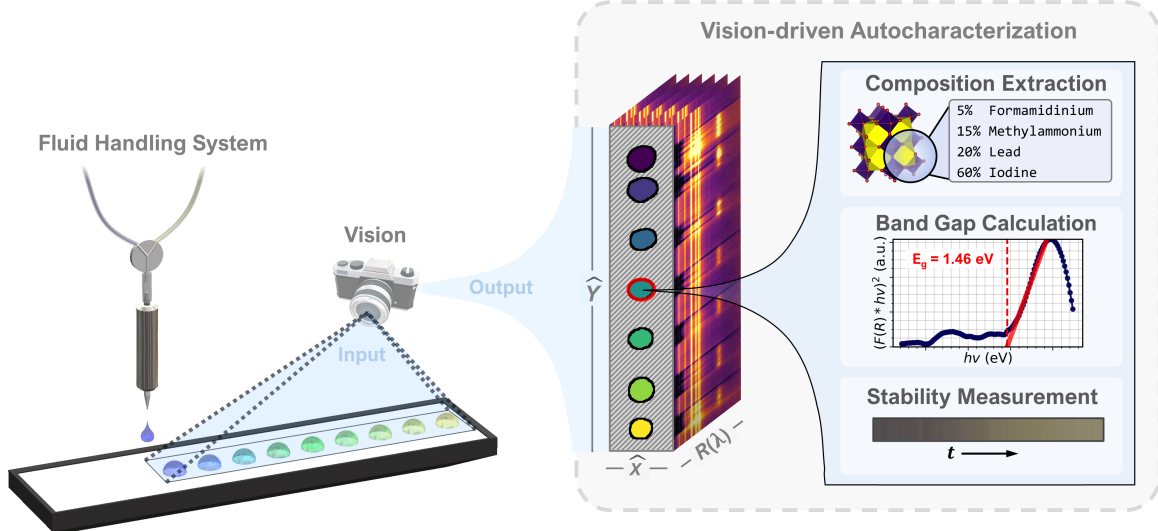 Vision-driven Autocharacterization
Fluid Handling System
Vision
Input
Output
Ŷ
X̂
R(λ)
Composition Extraction
5% Formamidinium
15% Methylammonium
20% Lead
60% Iodine
Band Gap Calculation
E_g = 1.46 eV
(F(R) * hν)²  (a.u.)
hν (eV)
Stability Measurement
t